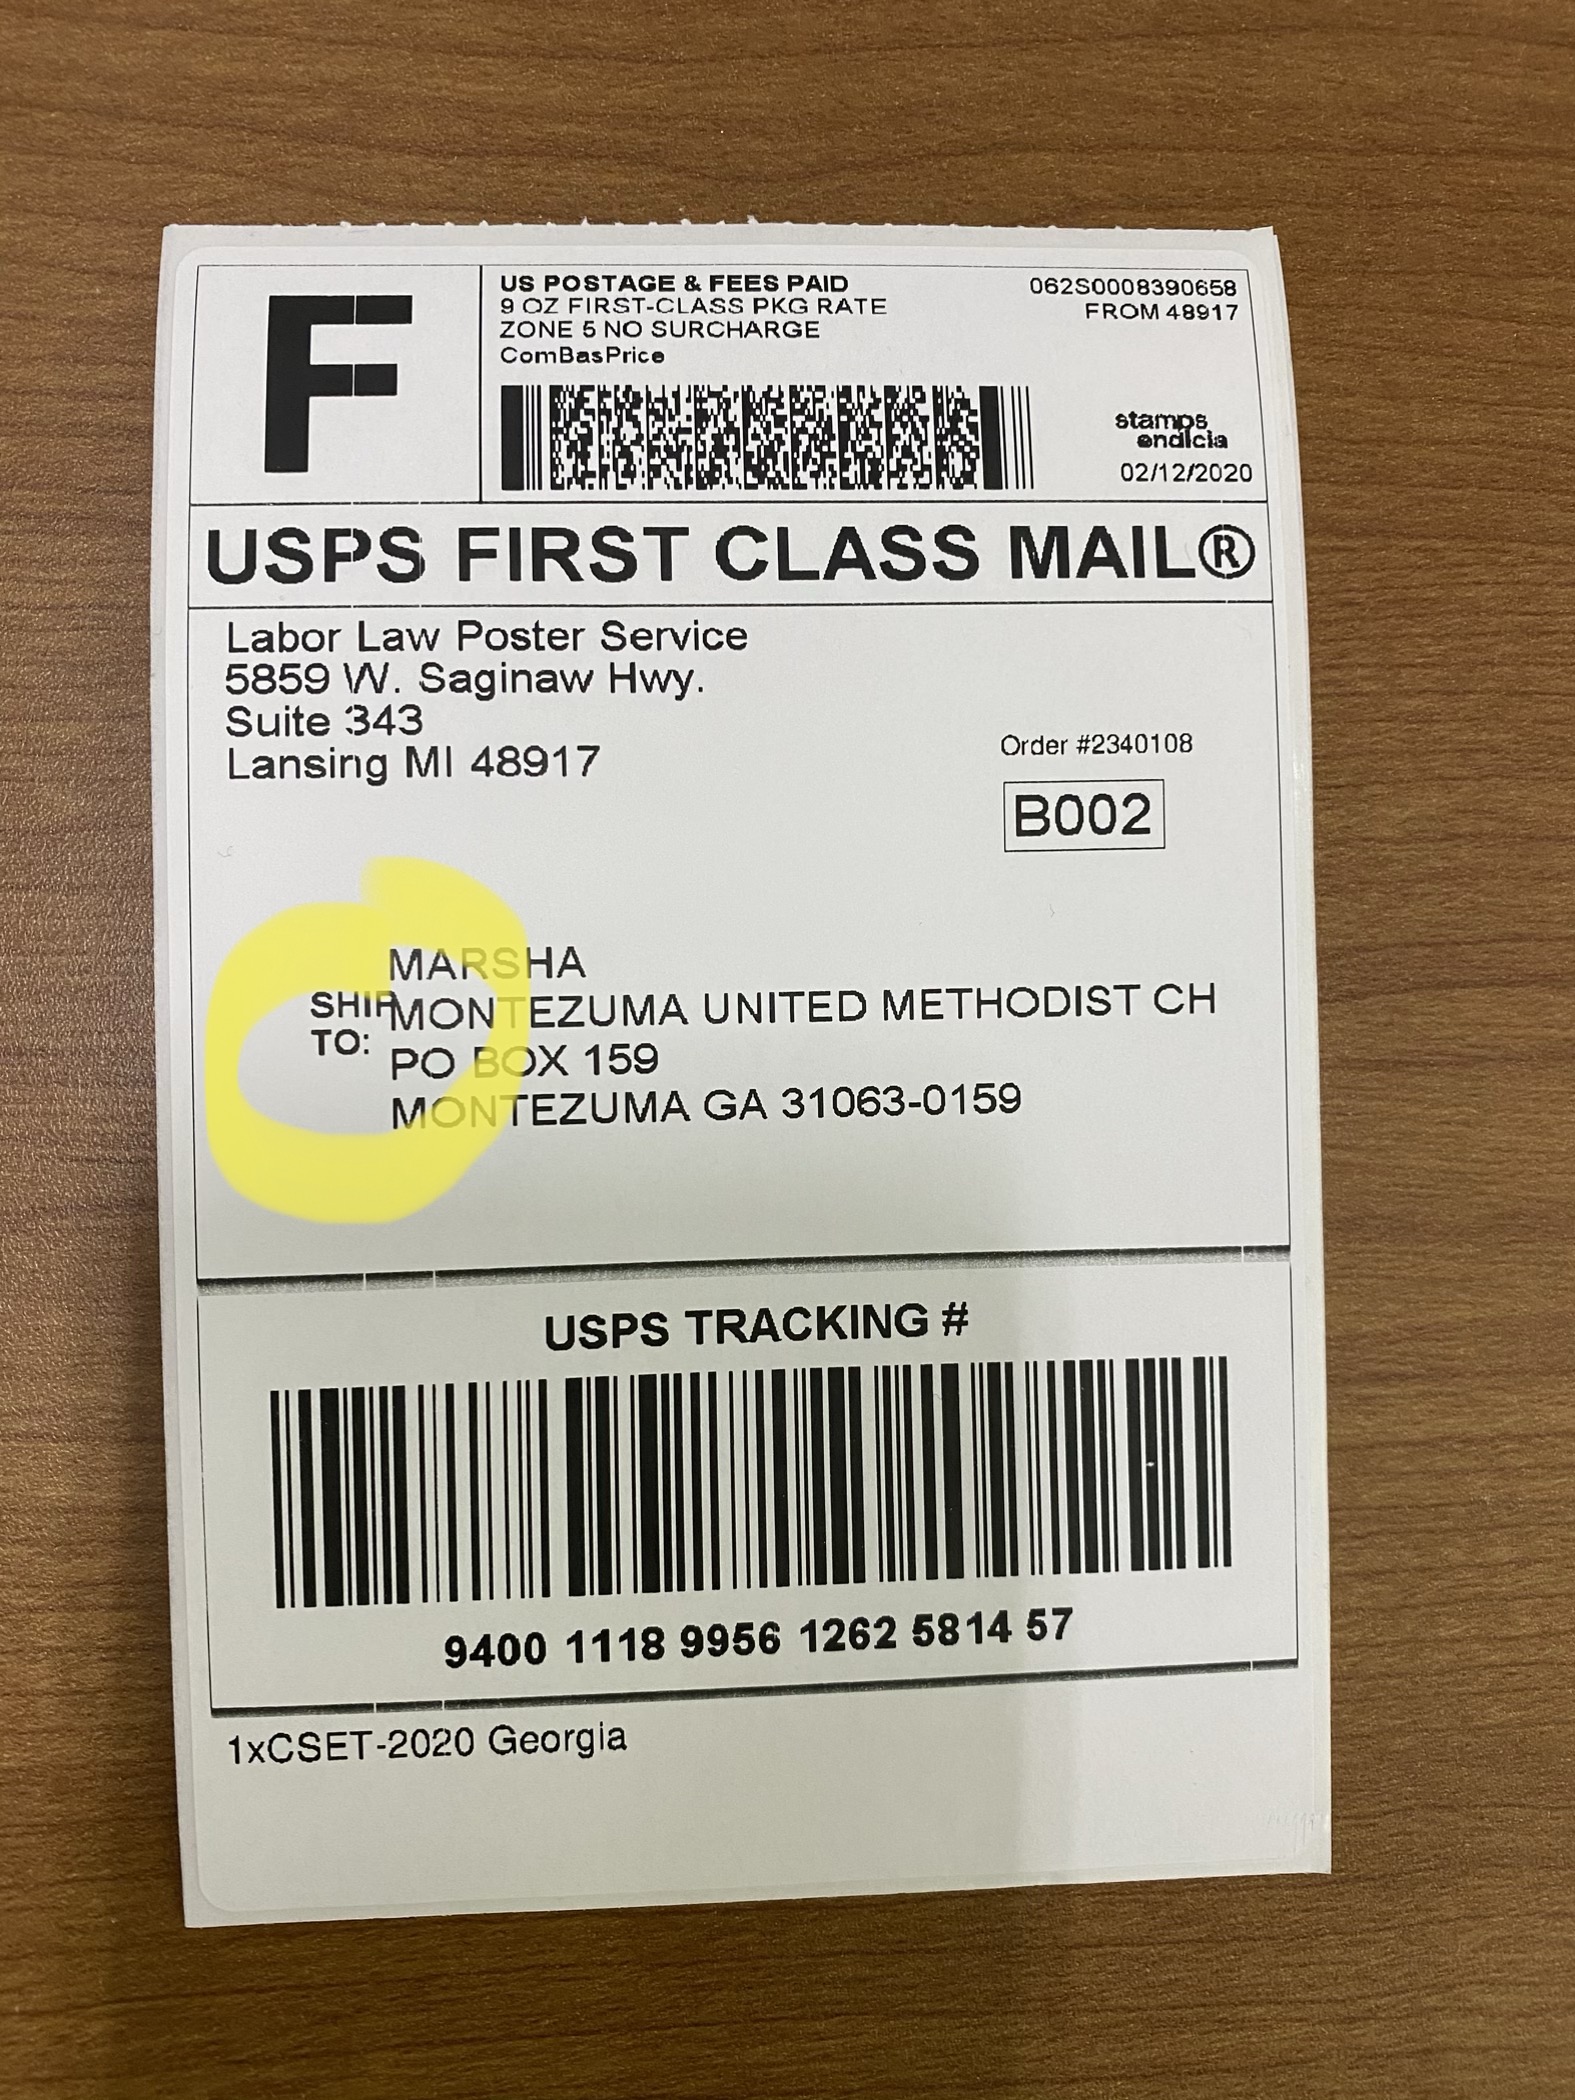 F
US POSTAGE & FEES PAID
9 OZ FIRST-CLASS PKG RATE
ZONE 5 NO SURCHARGE
ComBasPrice
062S0008390658
FROM 48917
stamps
endicia
02/12/2020
USPS FIRST CLASS MAIL®
Labor Law Poster Service
5859 W. Saginaw Hwy.
Suite 343
Lansing MI 48917
Order #2340108
B002
SHIP
TO:
MARSHA
MONTEZUMA UNITED METHODIST CH
PO BOX 159
MONTEZUMA GA 31063-0159
USPS TRACKING #
9400 1118 9956 1262 5814 57
1xCSET-2020 Georgia